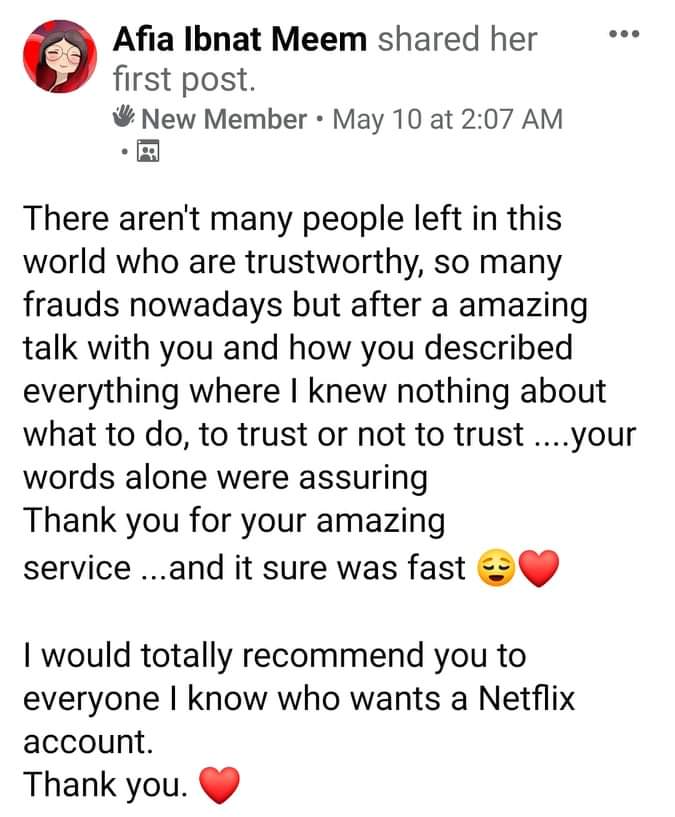 Afia Ibnat Meem shared her
first post.
👋 New Member • May 10 at 2:07 AM
•
There aren't many people left in this
world who are trustworthy, so many
frauds nowadays but after a amazing
talk with you and how you described
everything where I knew nothing about
what to do, to trust or not to trust ....your
words alone were assuring
Thank you for your amazing
service ...and it sure was fast 😌❤️
I would totally recommend you to
everyone I know who wants a Netflix
account.
Thank you. ❤️